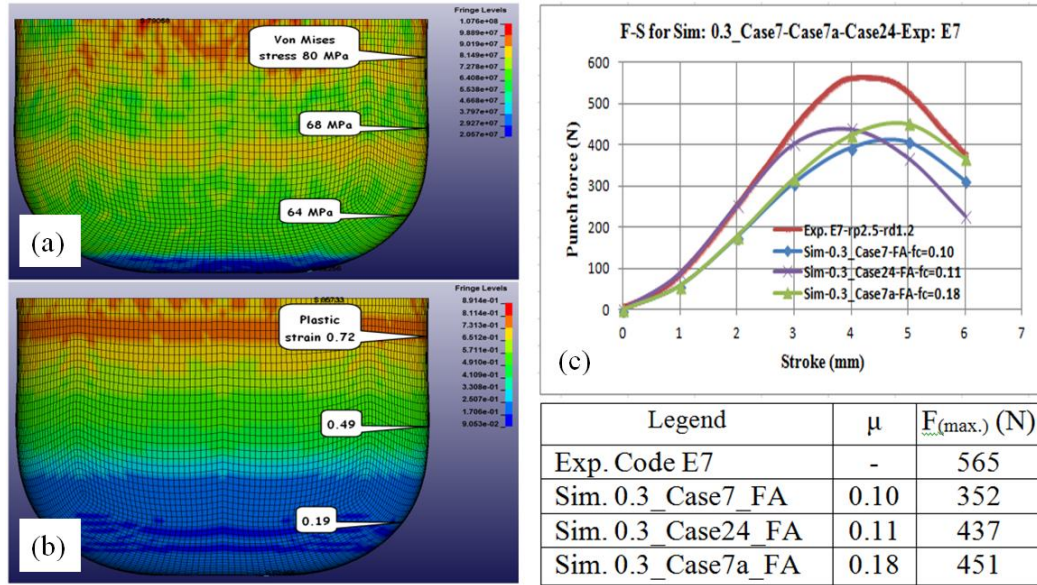 (a)
Von Mises
stress 80 MPa
68 MPa
64 MPa
Fringe Levels
1.076e+08
9.889e+07
9.019e+07
8.149e+07
7.278e+07
6.408e+07
5.538e+07
4.668e+07
3.797e+07
2.927e+07
2.057e+07
(b)
Plastic
strain 0.72
0.49
0.19
Fringe Levels
8.914e-01
8.114e-01
7.313e-01
6.512e-01
5.711e-01
4.910e-01
4.109e-01
3.308e-01
2.507e-01
1.706e-01
9.053e-02
F-S for Sim: 0.3_Case7-Case7a-Case24-Exp: E7
Punch force (N)
600
500
400
300
200
100
0
Exp. E7-rp2.5-rd1.2
Sim-0.3_Case7-FA-fc=0.10
Sim-0.3_Case24-FA-fc=0.11
Sim-0.3_Case7a-FA-fc=0.18
0 1 2 3 4 5 6 7
Stroke (mm)
(c)
Legend μ F(max.) (N)
Exp. Code E7 - 565
Sim. 0.3_Case7_FA 0.10 352
Sim. 0.3_Case24_FA 0.11 437
Sim. 0.3_Case7a_FA 0.18 451